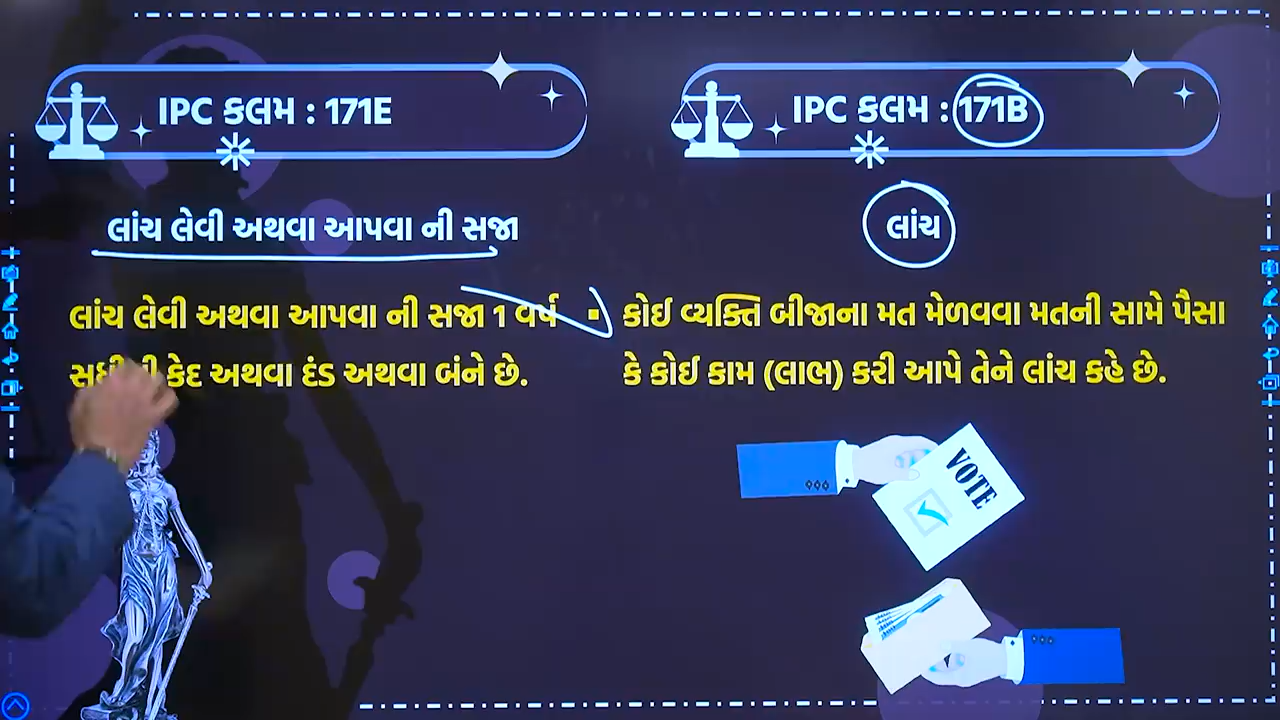 IPC કલમ : 171E
લાંચ લેવી અથવા આપવા ની સજા
લાંચ લેવી અથવા આપવા ની સજા 1 વર્ષ
કેદ અથવા દંડ અથવા બંને છે.
IPC કલમ : 171B
લાંચ
▪ કોઈ વ્યક્તિ બીજાના મત મેળવવા મતની સામે પૈસા
કે કોઈ કામ (લાભ) કરી આપે તેને લાંચ કહે છે.
VOTE